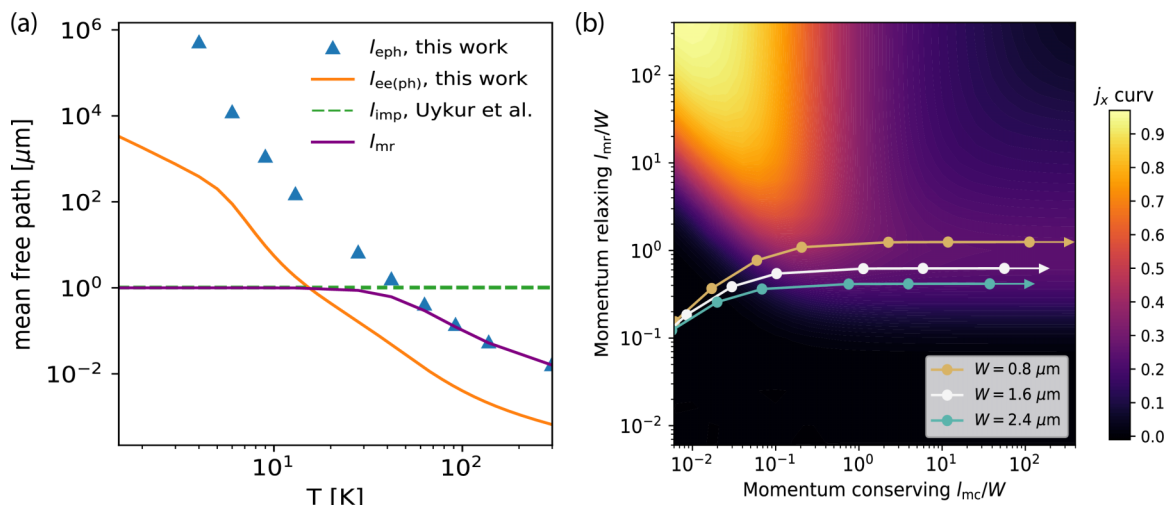 (a)
10^6
10^4
10^2
10^0
10^-2
mean free path [μm]
l_eph, this work
l_ee(ph), this work
l_imp, Uykur et al.
l_mr
10^1
10^2
T [K]
(b)
10^2
10^1
10^0
10^-1
10^-2
Momentum relaxing l_mr/W
W = 0.8 μm
W = 1.6 μm
W = 2.4 μm
10^-2
10^-1
10^0
10^1
10^2
Momentum conserving l_mc/W
j_x curv
0.9
0.8
0.7
0.6
0.5
0.4
0.3
0.2
0.1
0.0